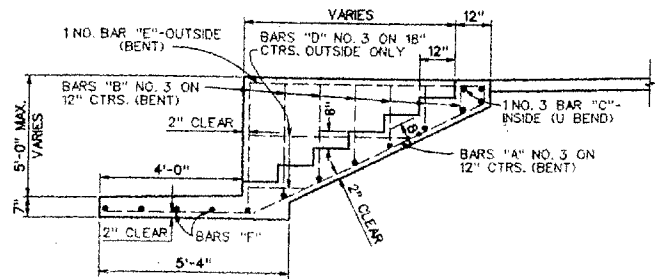 VARIES
12"
1 NO. BAR "E"-OUTSIDE
(BENT)
BARS "D" NO. 3 ON 18"
CTRS. OUTSIDE ONLY
12"
BARS "B" NO. 3 ON
12" CTRS. (BENT)
2" CLEAR
8"
1 NO. 3 BAR "C"-
INSIDE (U BEND)
5'-0" MAX.
VARIES
4'-0"
8"
BARS "A" NO. 3 ON
12" CTRS. (BENT)
7"
2" CLEAR
2" CLEAR
BARS "F"
5'-4"